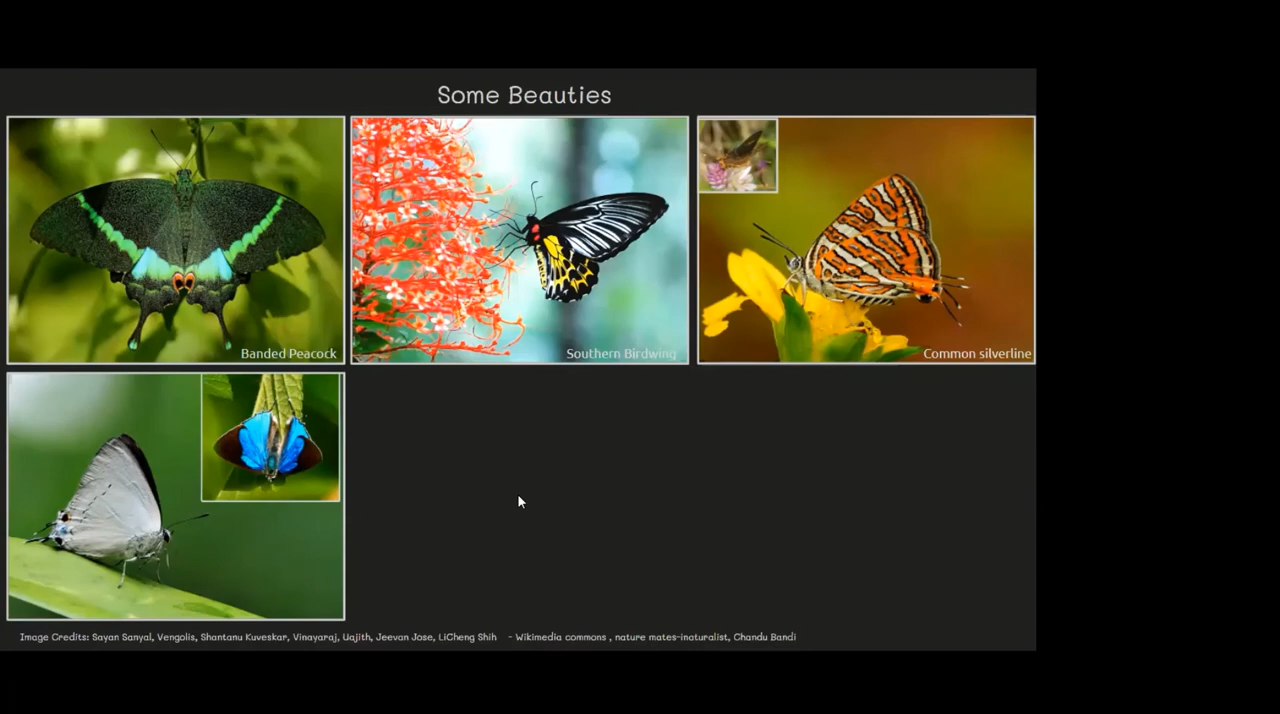 Some Beauties
Banded Peacock
Southern Birdwing
Common silverline
Image Credits: Sayan Sanyal, Vengolis, Shantanu Kuveskar, Vinayaraj, Uajith, Jeevan Jose, LiCheng Shih - Wikimedia commons , nature mates-inaturalist, Chandu Bandi